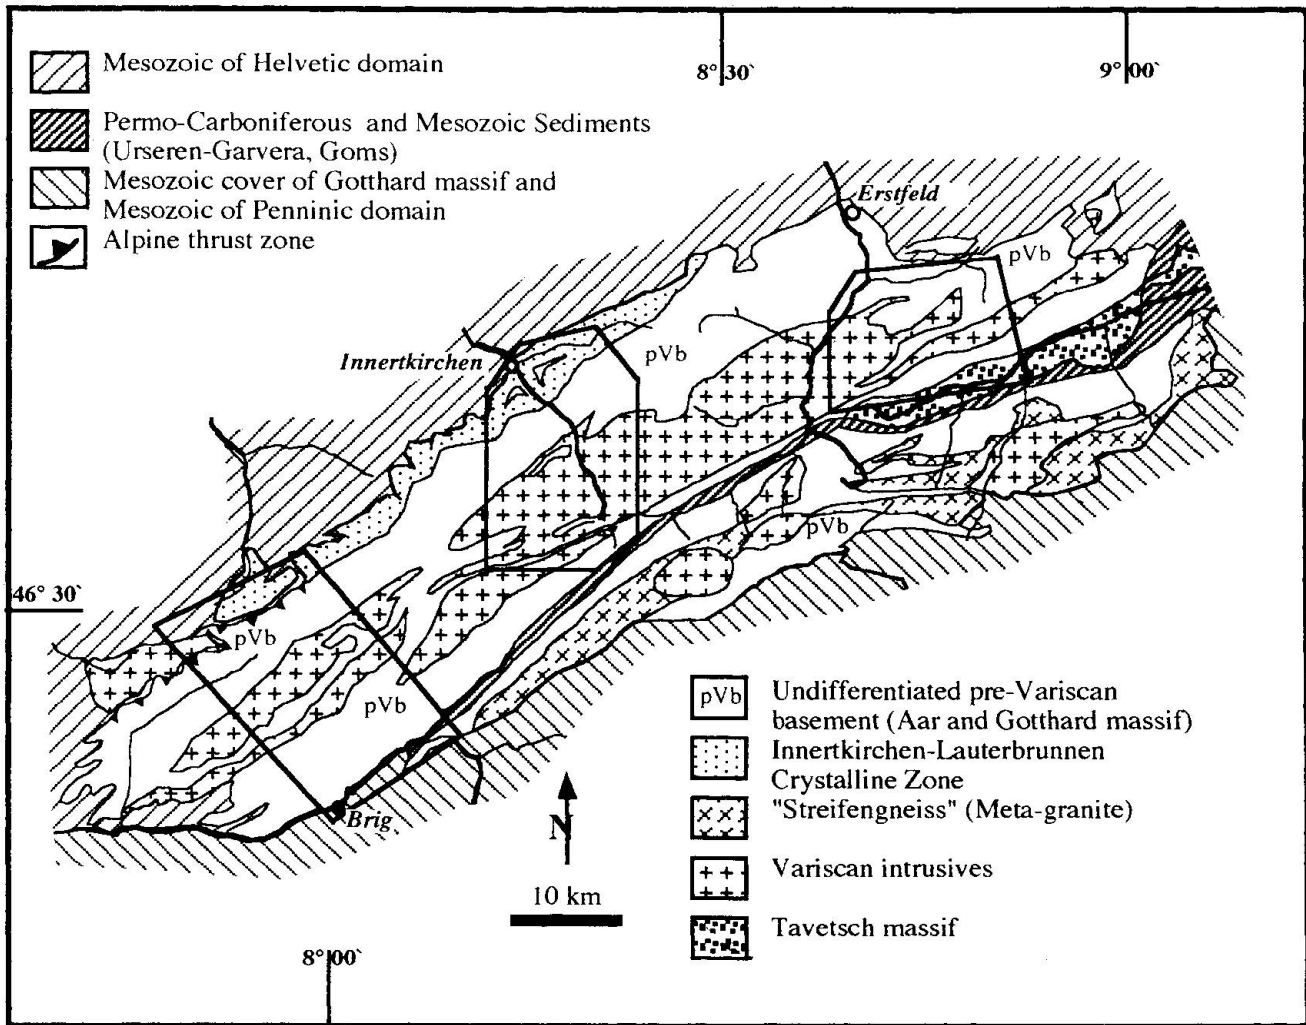 Mesozoic of Helvetic domain
Permo-Carboniferous and Mesozoic Sediments
(Urseren-Garvera, Goms)
Mesozoic cover of Gotthard massif and
Mesozoic of Penninic domain
Alpine thrust zone
8° 30`
9° 00`
Erstfeld
pVb
Innertkirchen
pVb
pVb
46° 30`
pVb
pVb
Brig
N
10 km
8° 00`
pVb
Undifferentiated pre-Variscan
basement (Aar and Gotthard massif)
Innertkirchen-Lauterbrunnen
Crystalline Zone
"Streifengneiss" (Meta-granite)
Variscan intrusives
Tavetsch massif